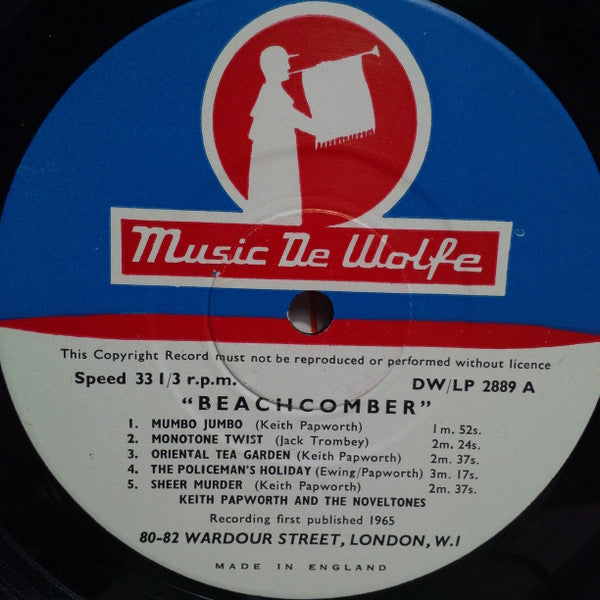 Music De Wolfe
This Copyright Record must not be reproduced or performed without licence
Speed 33 1/3 r.p.m. DW/LP 2889 A
"BEACHCOMBER"
1. MUMBO JUMBO (Keith Papworth) 1 m. 52s.
2. MONOTONE TWIST (Jack Trombey) 2m. 24s.
3. ORIENTAL TEA GARDEN (Keith Papworth) 2m. 37s.
4. THE POLICEMAN'S HOLIDAY (Ewing/Papworth) 3m. 17s.
5. SHEER MURDER (Keith Papworth) 2m. 37s.
KEITH PAPWORTH AND THE NOVELTONES
Recording first published 1965
80-82 WARDOUR STREET, LONDON, W.1
MADE IN ENGLAND